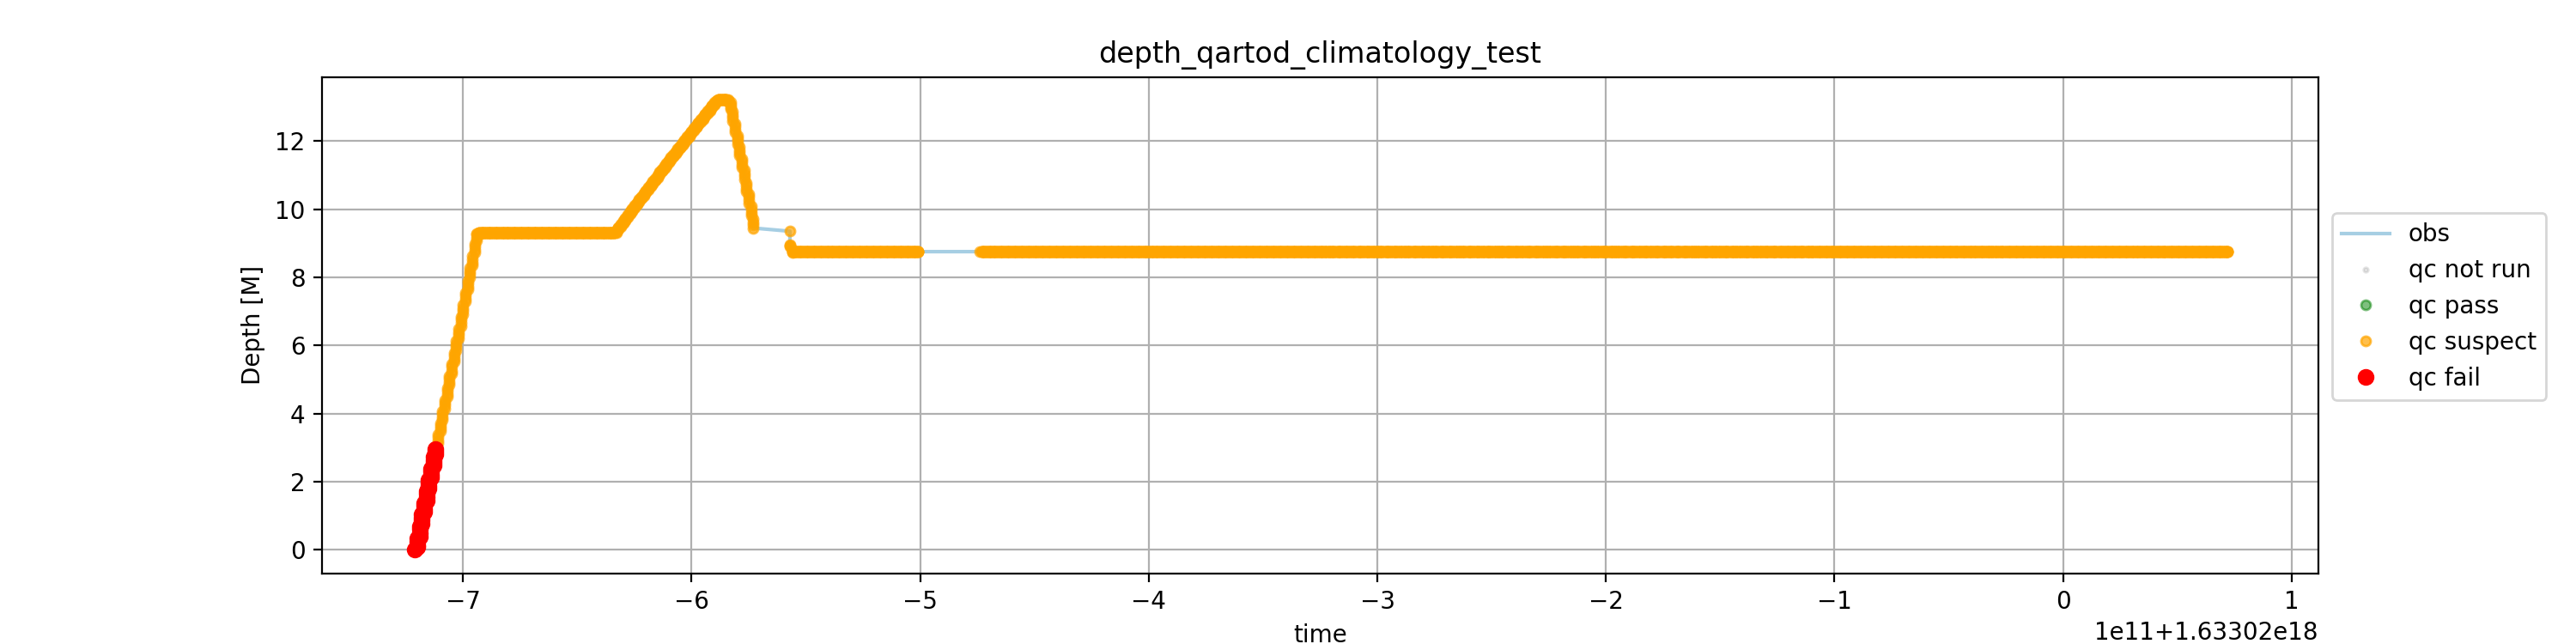 depth_qartod_climatology_test
Depth [M]
12
10
8
6
4
2
0
−7 −6 −5 −4 −3 −2 −1 0 1
time
1e11+1.63302e18
obs
qc not run
qc pass
qc suspect
qc fail